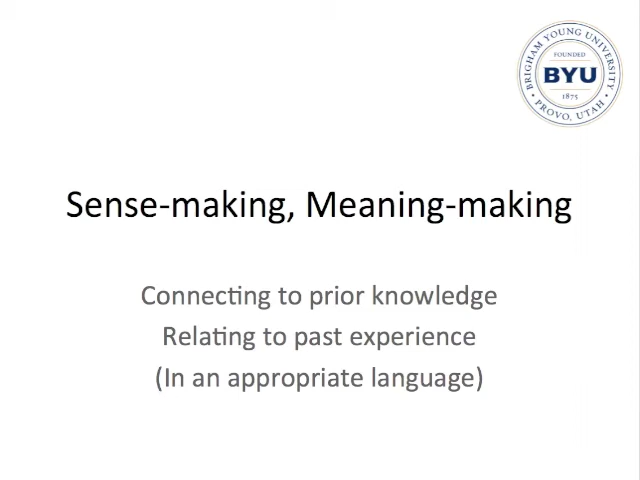 BRIGHAM YOUNG UNIVERSITY
FOUNDED
BYU
1875
PROVO, UTAH
Sense-making, Meaning-making
Connecting to prior knowledge
Relating to past experience
(In an appropriate language)